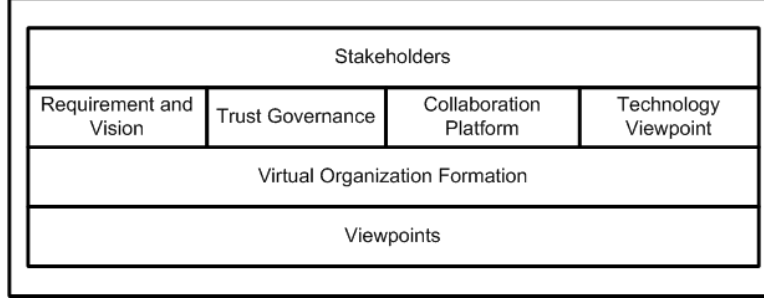 Stakeholders
Requirement and
Vision
Trust Governance
Collaboration
Platform
Technology
Viewpoint
Virtual Organization Formation
Viewpoints